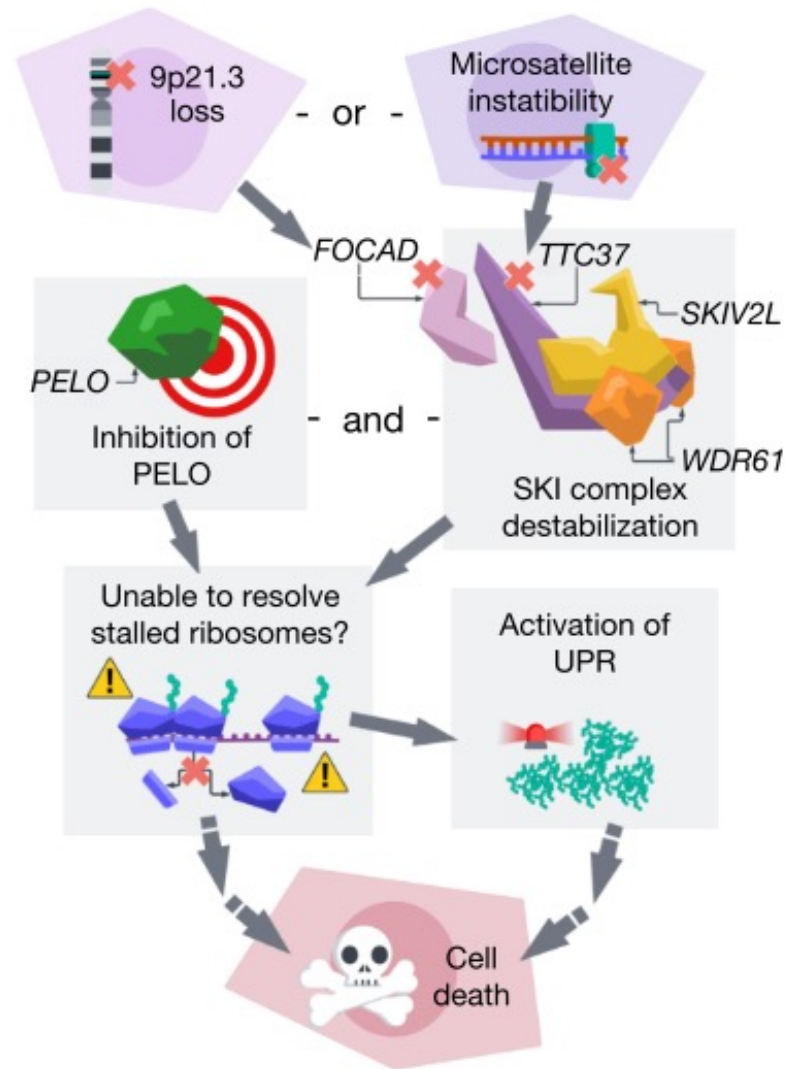 9p21.3
loss
- or -
Microsatellite
instatibility
FOCAD
TTC37
SKIV2L
WDR61
SKI complex
destabilization
PELO
Inhibition of
PELO
- and -
Unable to resolve
stalled ribosomes?
!
!
Activation of
UPR
Cell
death